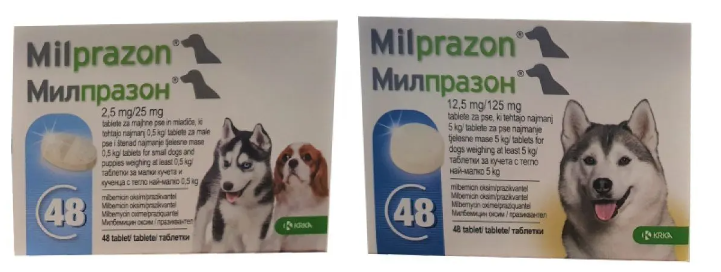 Milprazon®
Милпразон®
2,5 mg/25 mg
tablete za majhne pse in mladiče, ki
tehtajo najmanj 0,5 kg/ tablete za male
pse i štenad najmanje tjelesne mase
0,5 kg/ tablets for small dogs and
puppies weighing at least 0,5 kg/
таблетки за малки кучета и
кученца с тегло най-малко 0,5 kg
milbemicin oksim/prazikvantel
Milbemicin oksim/prazikvantel
Milbemycin oxime/praziquantel
Милбемицин оксим / празиквантел
48
48 tablet/ tablete/ таблетки
KRKA
Milprazon®
Милпразон®
12,5 mg/125 mg
tablete za pse, ki tehtajo najmanj
5 kg/ tablete za pse najmanje
tjelesne mase 5 kg/ tablets for
dogs weighing at least 5 kg/
таблетки за кучета с тегло
най-малко 5 kg
milbemicin oksim/prazikvantel
Milbemicin oksim/prazikvantel
Milbemycin oxime/praziquantel
Милбемицин оксим / празиквантел
48
48 tablet/ tablete/ таблетки
KRKA